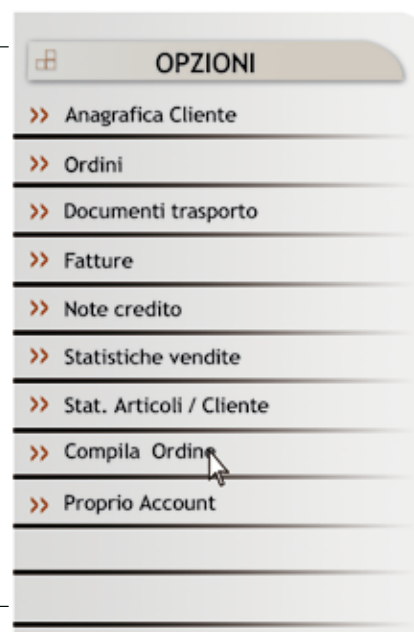 OPZIONI
Anagrafica Cliente
Ordini
Documenti trasporto
Fatture
Note credito
Statistiche vendite
Stat. Articoli / Cliente
Compila Ordine
Proprio Account